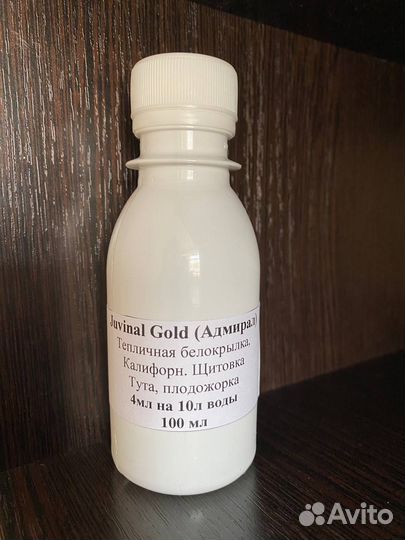 Juvinal Gold (Адмирал)
Тепличная белокрылка.
Калифорн. Щитовка
Тута, плодожорка
4мл на 10л воды
100 мл
Avito